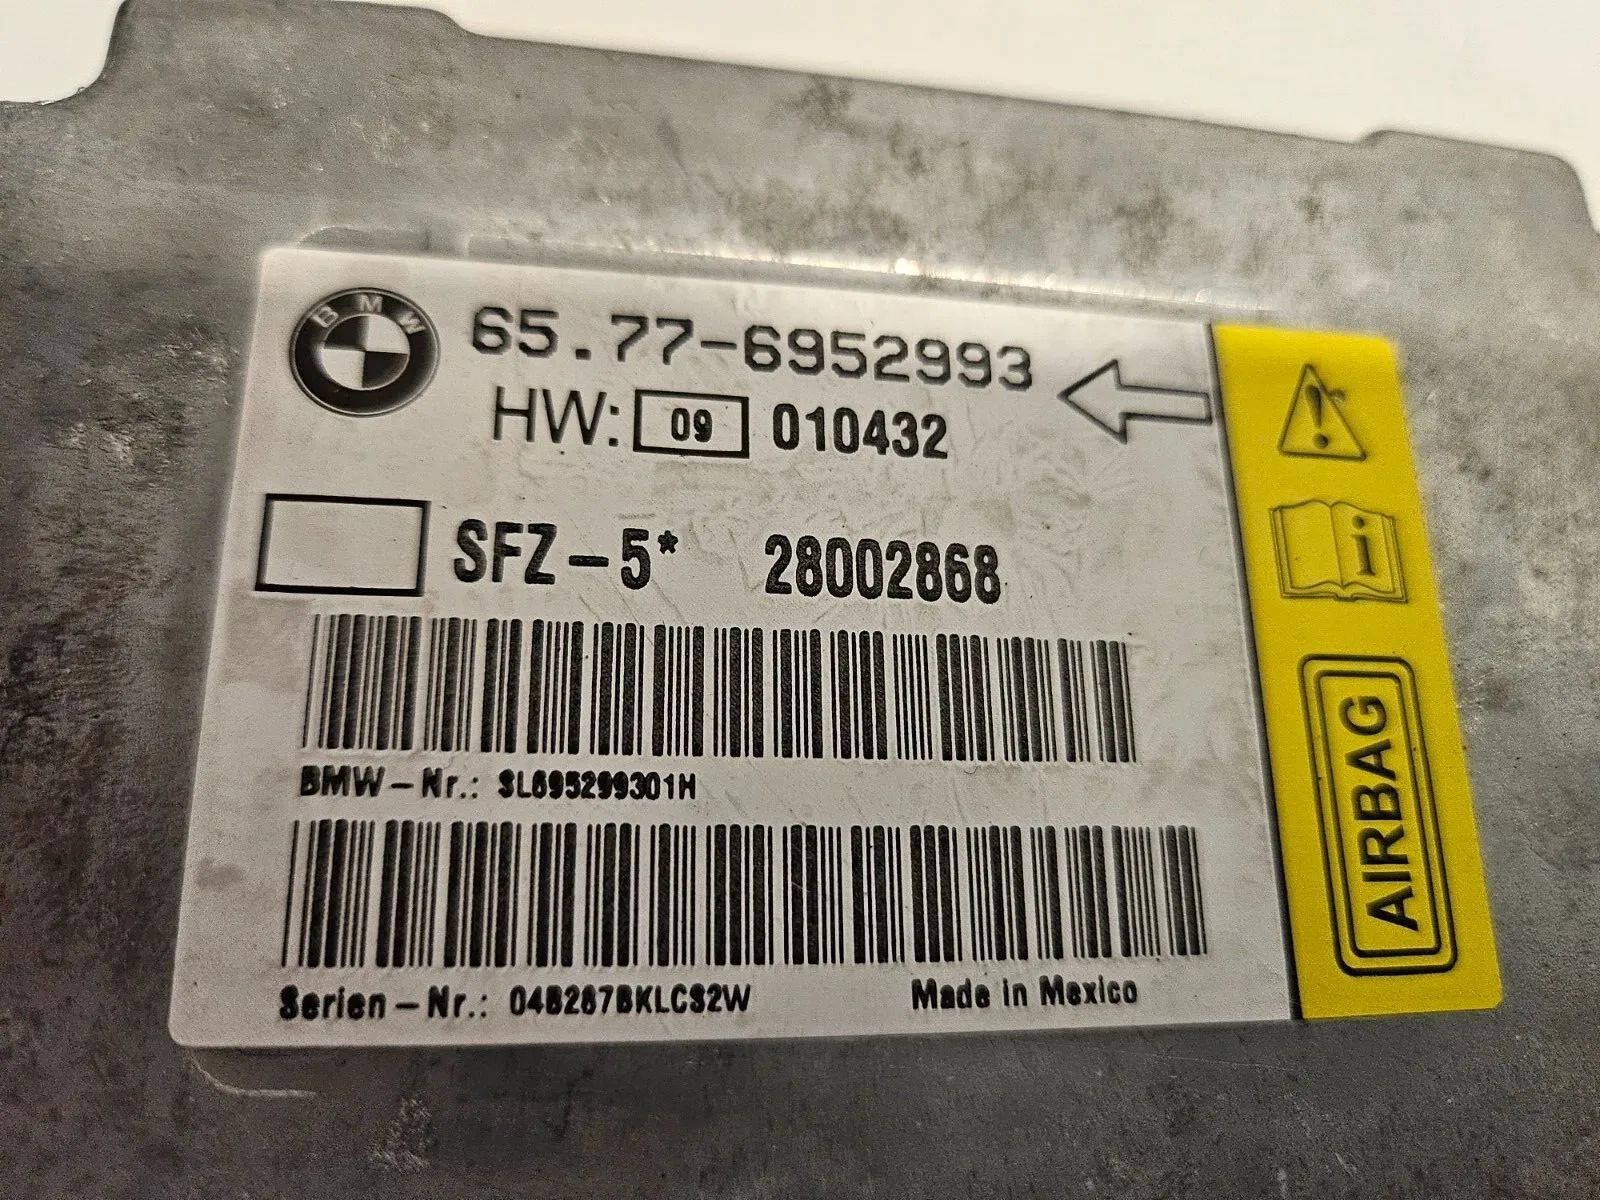 BMW
65.77-6952993
HW: 09 010432
SFZ-5* 28002868
BMW-Nr.: SL695299301H
Serien-Nr.: 048287BKLCS2W
Made in Mexico
AIRBAG